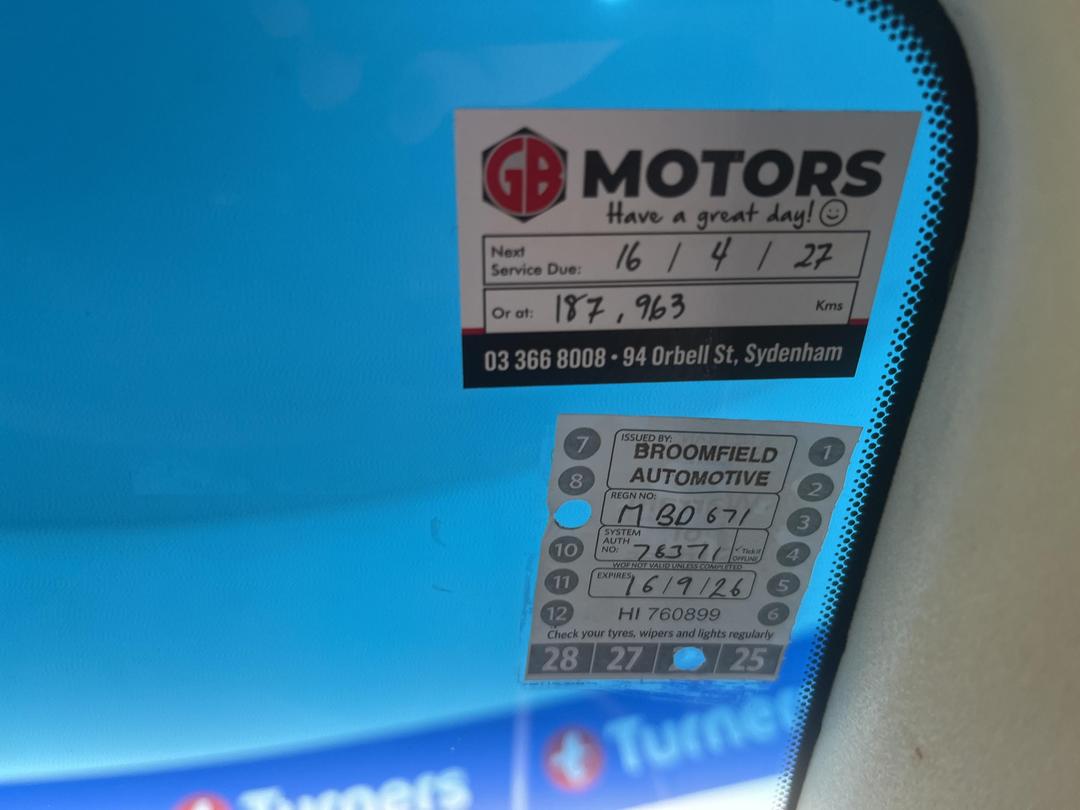 GB MOTORS
Have a great day!
Next
Service Due: 16 / 4 / 27
Or at: 187,963 Kms
03 366 8008 • 94 Orbell St, Sydenham
7 ISSUED BY: 1
BROOMFIELD
8 AUTOMOTIVE 2
REGN NO: MBD671 3
10 SYSTEM AUTH NO: 76371 ✓Tick if OFFLINE 4
WOF NOT VALID UNLESS COMPLETED
11 EXPIRES 16/9/26 5
12 HI 760899 6
Check your tyres, wipers and lights regularly
28 27 25
Turners
Turners